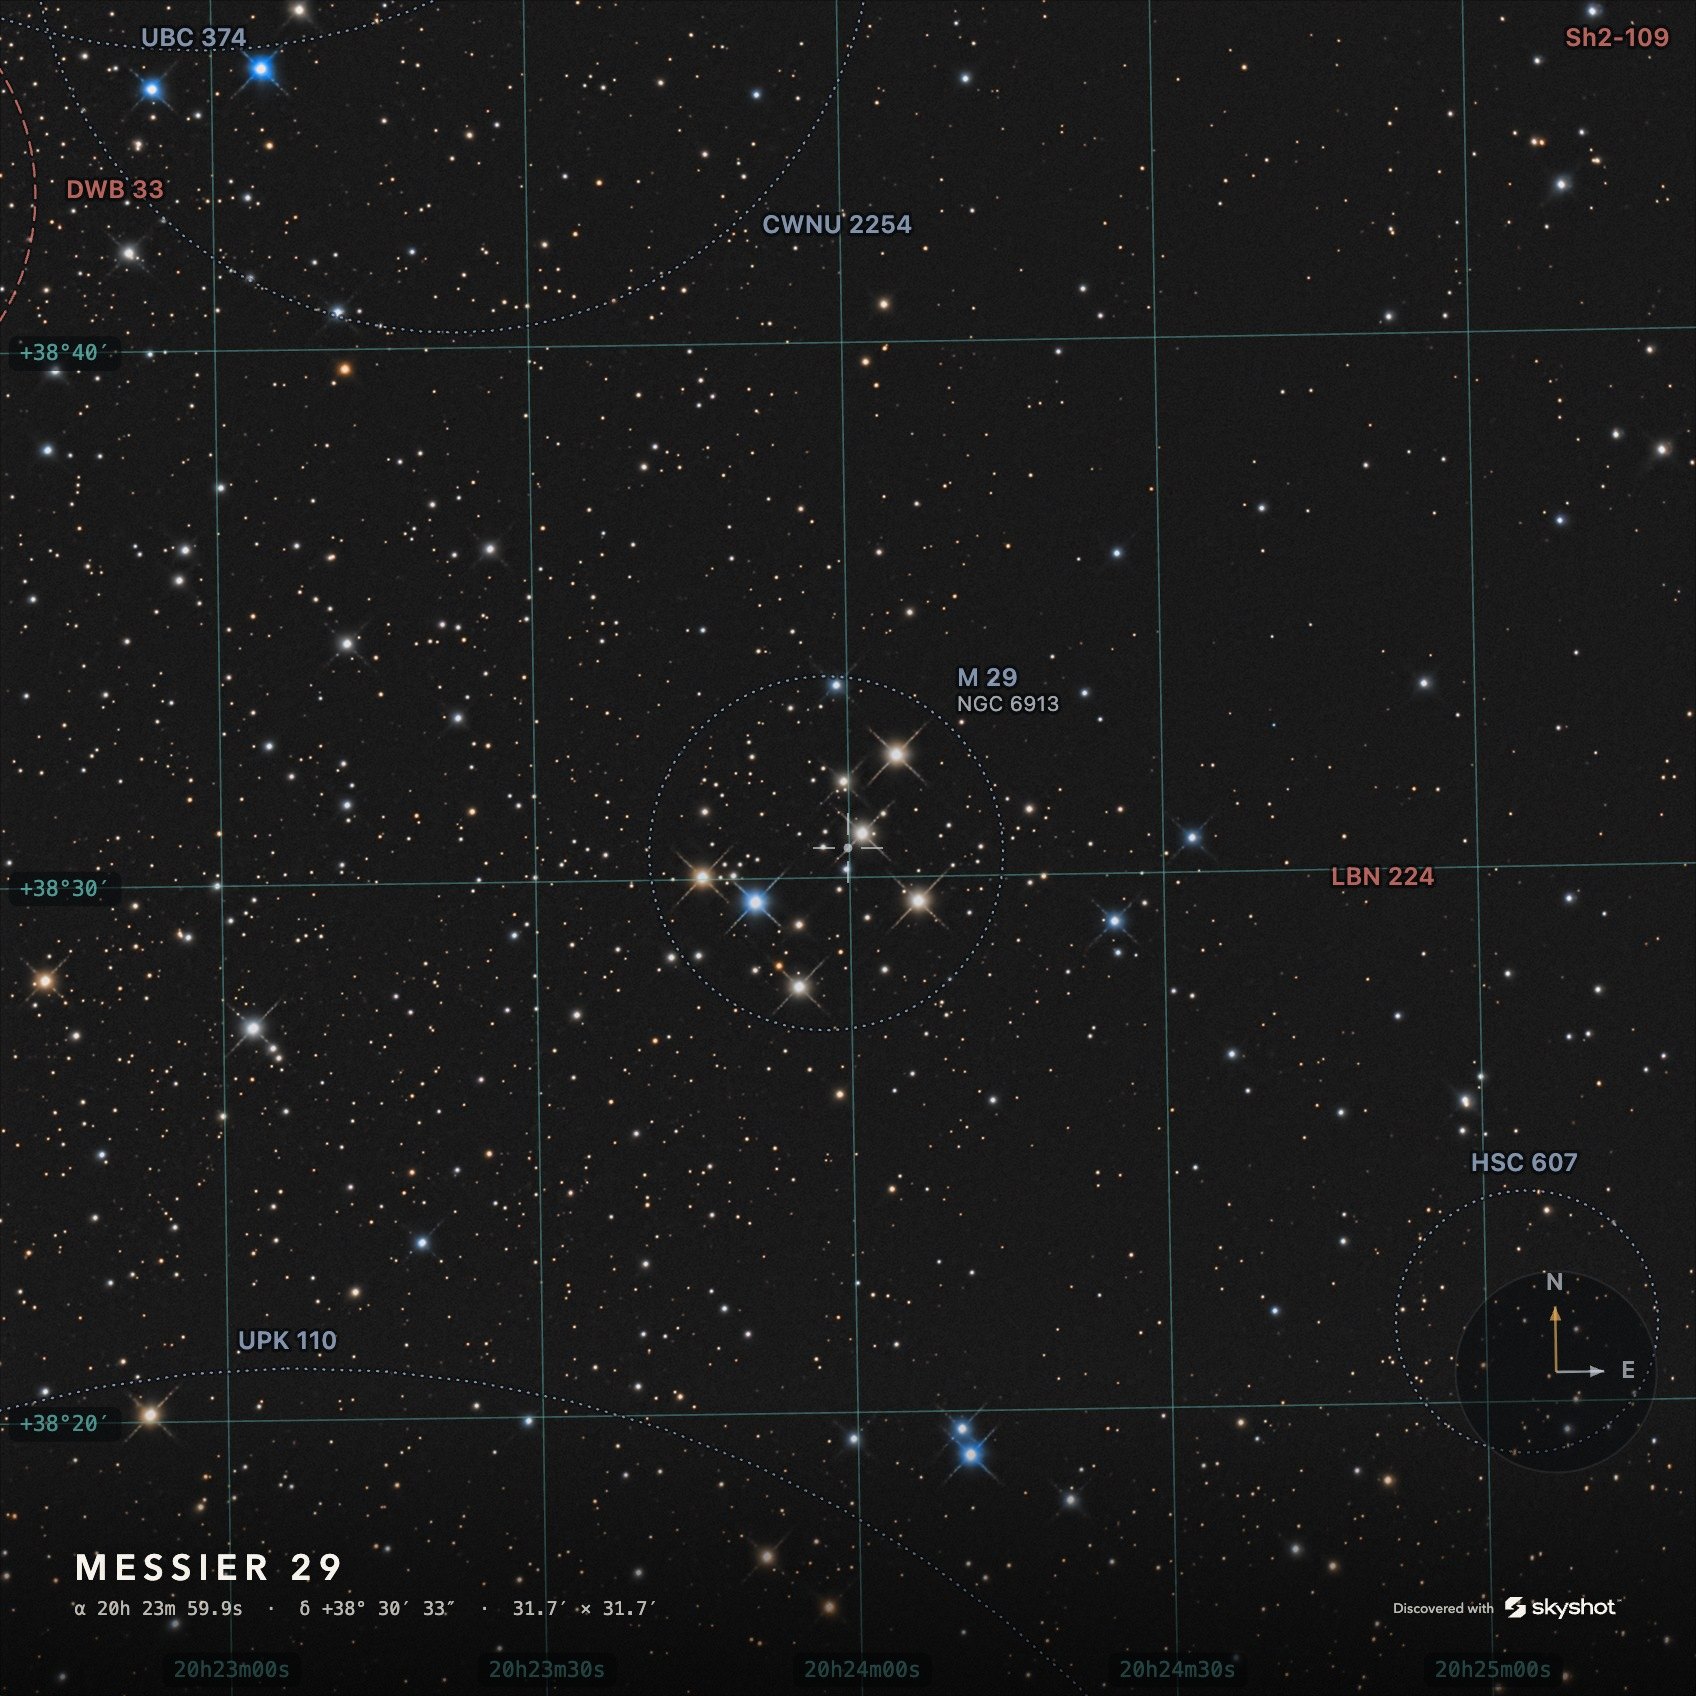 UBC 374
Sh2-109
DWB 33
CWNU 2254
+38°40′
M 29
NGC 6913
+38°30′
LBN 224
HSC 607
N
E
UPK 110
+38°20′
MESSIER 29
α 20h 23m 59.9s · δ +38° 30′ 33″ · 31.7′ × 31.7′
Discovered with skyshot
20h23m00s
20h23m30s
20h24m00s
20h24m30s
20h25m00s